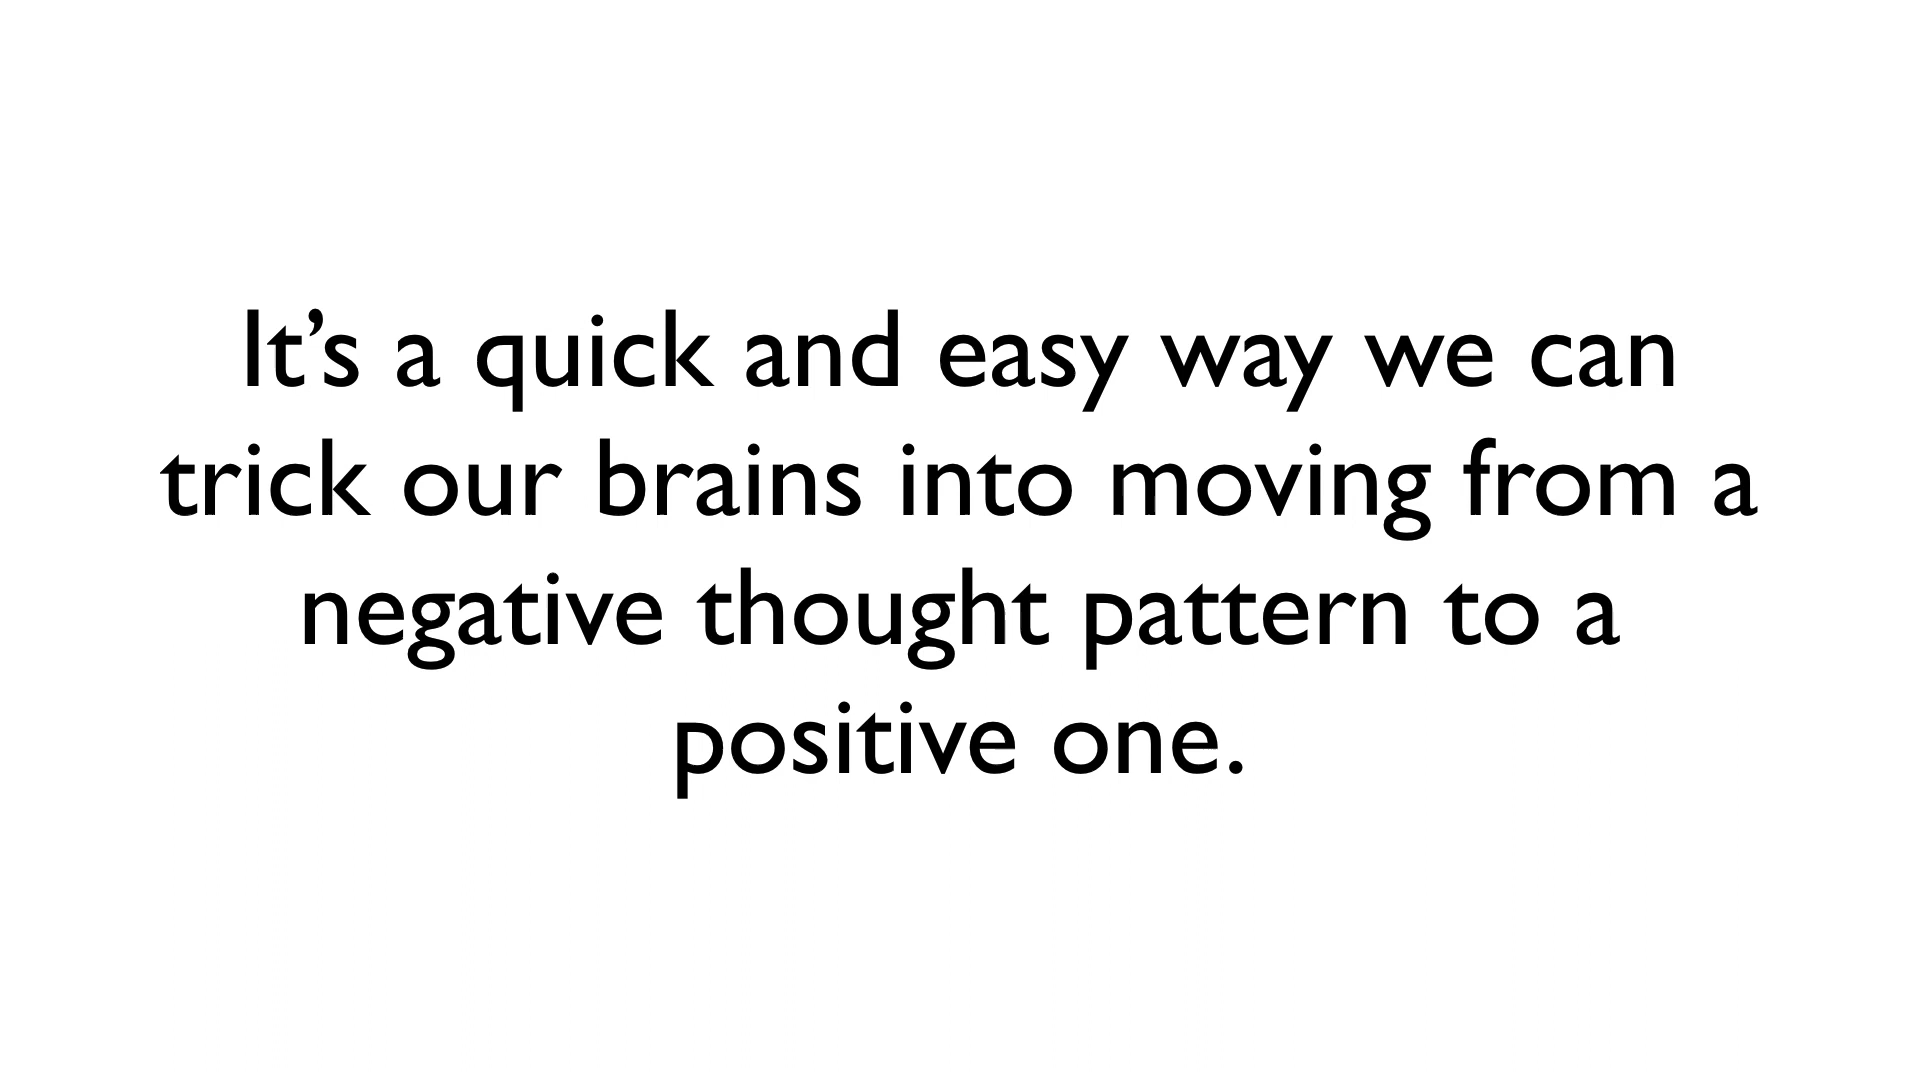 It’s a quick and easy way we can
trick our brains into moving from a
negative thought pattern to a
positive one.